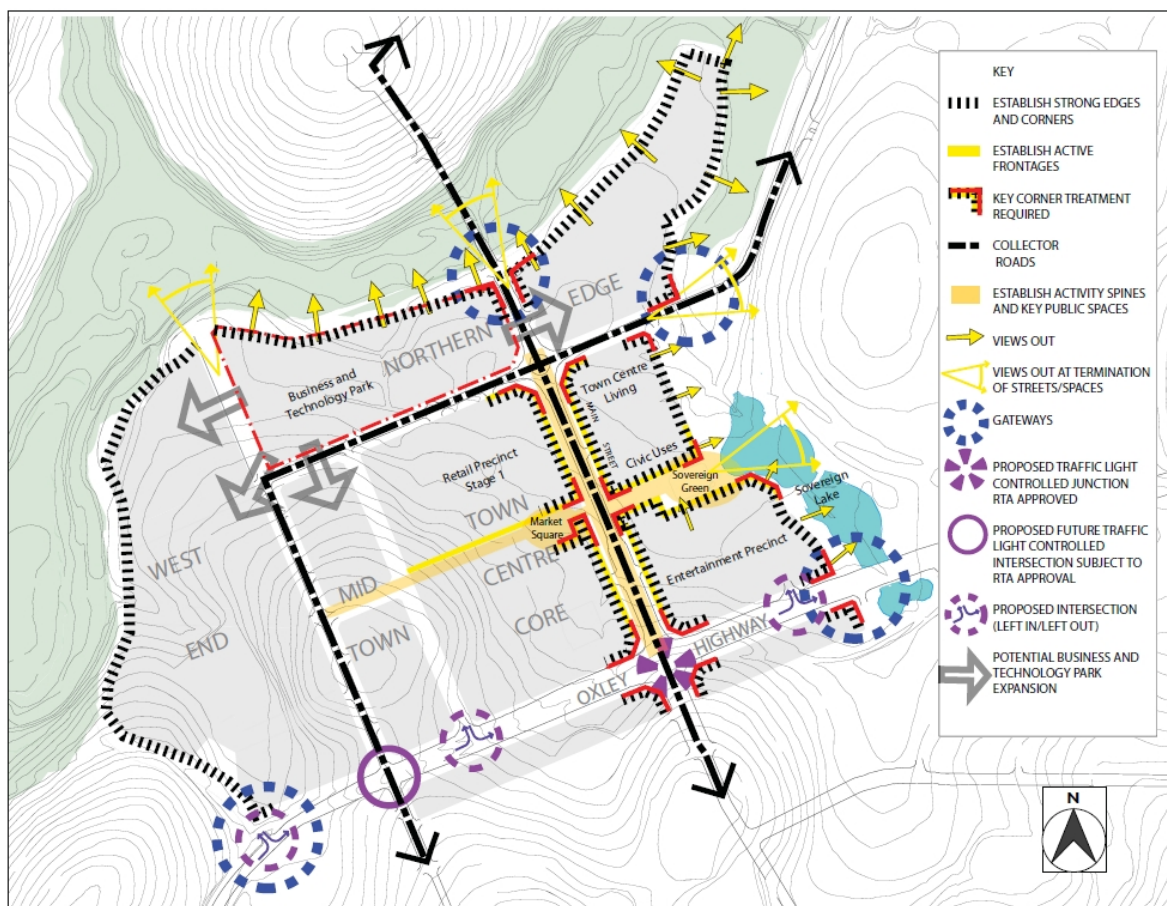 KEY
ESTABLISH STRONG EDGES
AND CORNERS
ESTABLISH ACTIVE
FRONTAGES
KEY CORNER TREATMENT
REQUIRED
COLLECTOR
ROADS
ESTABLISH ACTIVITY SPINES
AND KEY PUBLIC SPACES
VIEWS OUT
VIEWS OUT AT TERMINATION
OF STREETS/SPACES
GATEWAYS
PROPOSED TRAFFIC LIGHT
CONTROLLED JUNCTION
RTA APPROVED
PROPOSED FUTURE TRAFFIC
LIGHT CONTROLLED
INTERSECTION SUBJECT TO
RTA APPROVAL
PROPOSED INTERSECTION
(LEFT IN/LEFT OUT)
POTENTIAL BUSINESS AND
TECHNOLOGY PARK
EXPANSION
N
NORTHERN EDGE
Business and
Technology Park
Town Centre
Living
MAIN STREET
Civic Uses
Retail Precinct
Stage 1
Sovereign
Green
Sovereign
Lake
Market
Square
Entertainment Precinct
TOWN
CENTRE
CORE
MID
TOWN
WEST
END
OXLEY HIGHWAY